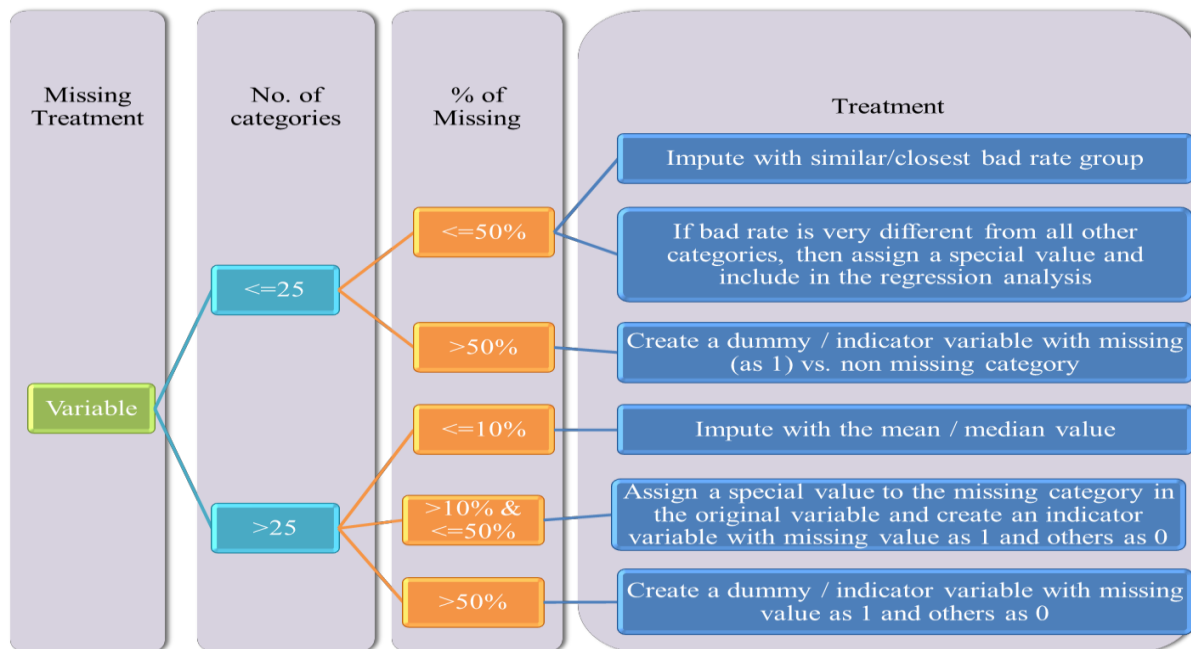 Missing
Treatment
No. of
categories
% of
Missing
Treatment
Variable
<=25
>25
<=50%
>50%
<=10%
>10% &
<=50%
>50%
Impute with similar/closest bad rate group
If bad rate is very different from all other
categories, then assign a special value and
include in the regression analysis
Create a dummy / indicator variable with missing
(as 1) vs. non missing category
Impute with the mean / median value
Assign a special value to the missing category in
the original variable and create an indicator
variable with missing value as 1 and others as 0
Create a dummy / indicator variable with missing
value as 1 and others as 0